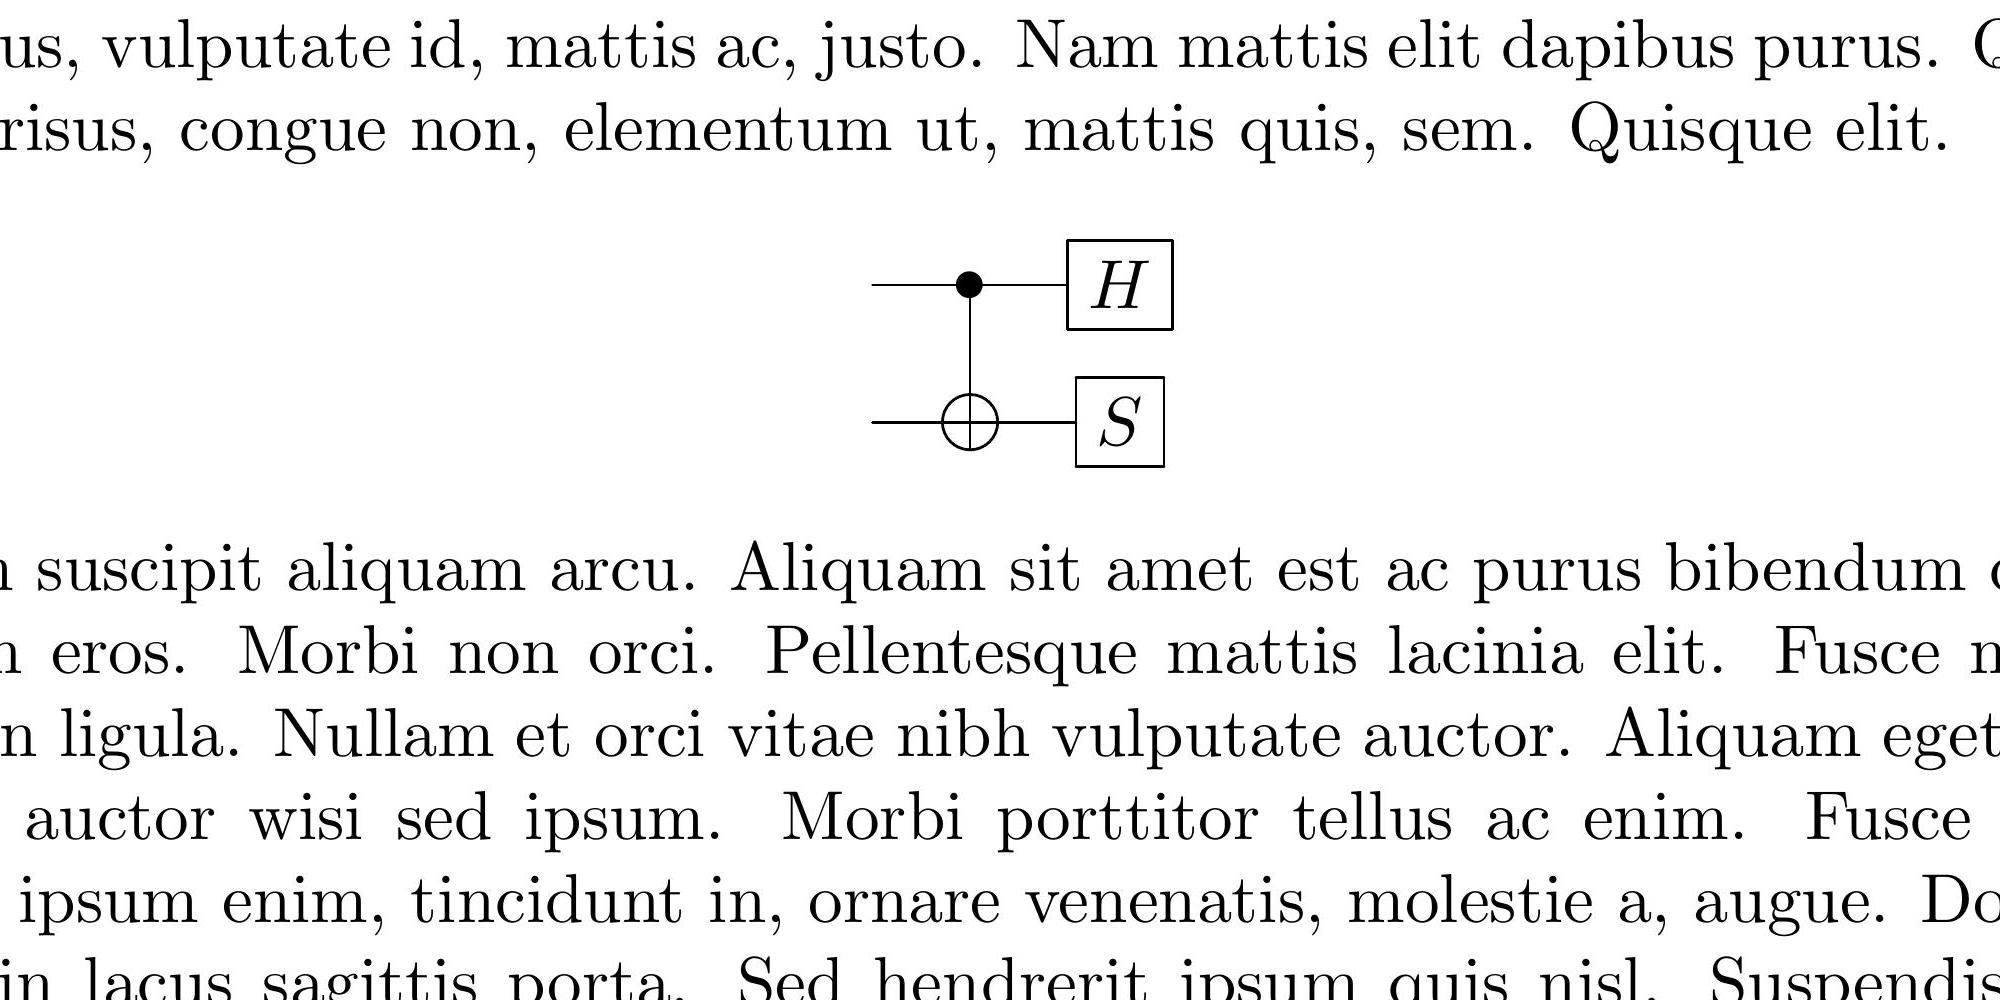 us, vulputate id, mattis ac, justo. Nam mattis elit dapibus purus.
risus, congue non, elementum ut, mattis quis, sem. Quisque elit.
H
S
suscipit aliquam arcu. Aliquam sit amet est ac purus bibendum
eros. Morbi non orci. Pellentesque mattis lacinia elit. Fusce
n ligula. Nullam et orci vitae nibh vulputate auctor. Aliquam eget
auctor wisi sed ipsum. Morbi porttitor tellus ac enim. Fusce
ipsum enim, tincidunt in, ornare venenatis, molestie a, augue. Do
in lacus sagittis porta. Sed hendrerit ipsum quis nisl. Suspendis